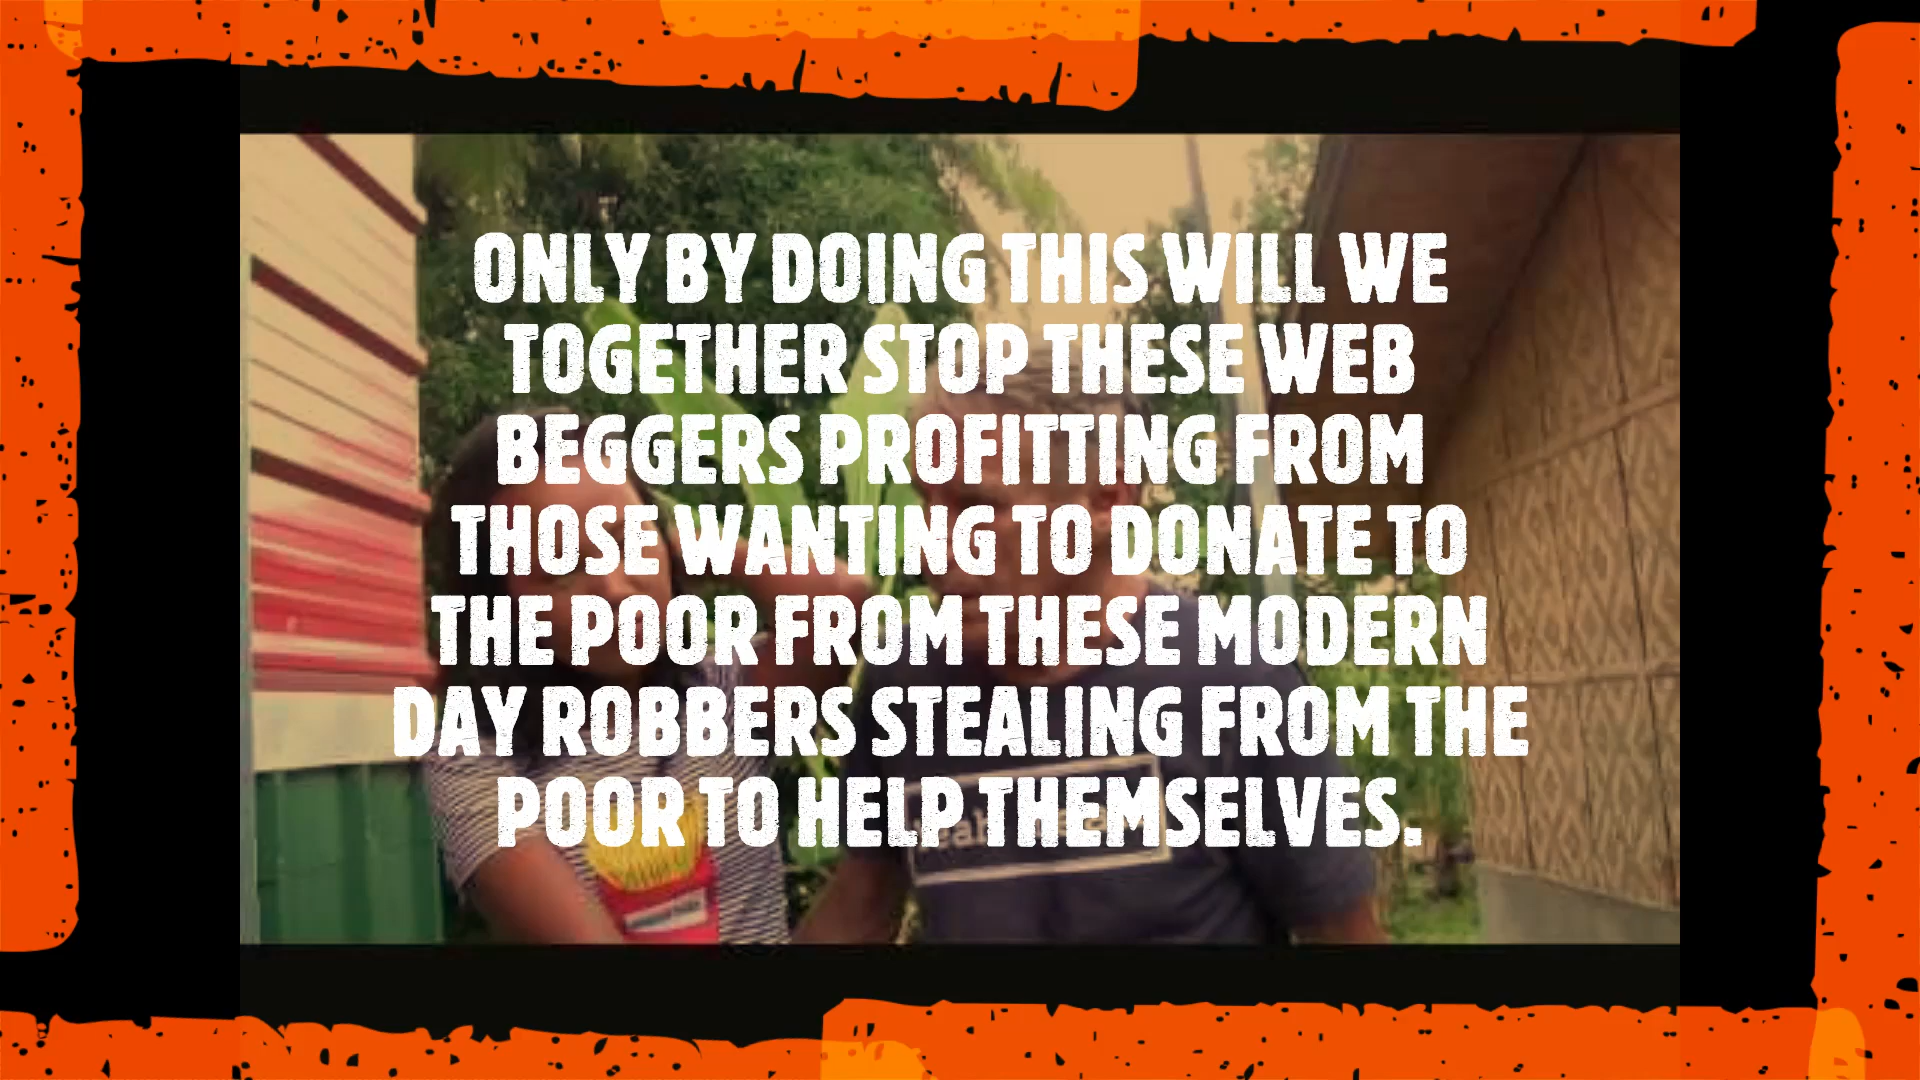 ONLY BY DOING THIS WILL WE
TOGETHER STOP THESE WEB
BEGGERS PROFITTING FROM
THOSE WANTING TO DONATE TO
THE POOR FROM THESE MODERN
DAY ROBBERS STEALING FROM THE
POOR TO HELP THEMSELVES.